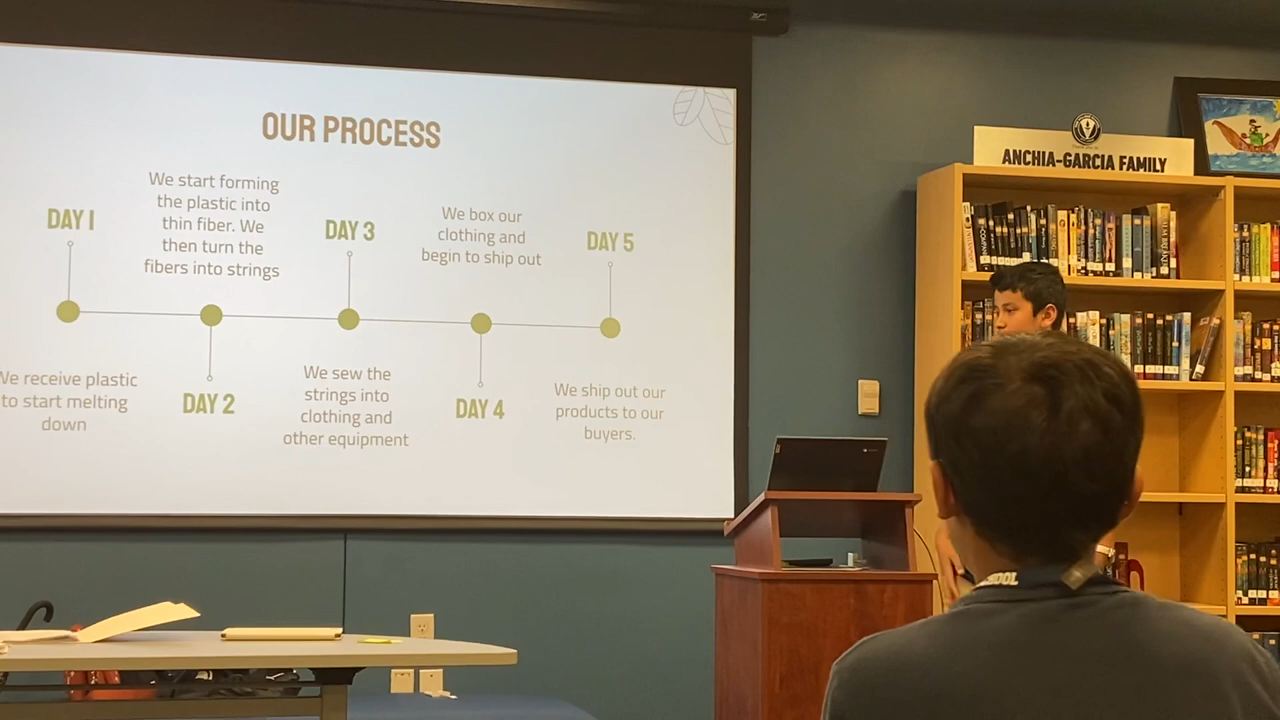 OUR PROCESS
DAY 1
We receive plastic
to start melting
down
We start forming
the plastic into
thin fiber. We
then turn the
fibers into strings
DAY 2
DAY 3
We sew the
strings into
clothing and
other equipment
We box our
clothing and
begin to ship out
DAY 4
DAY 5
We ship out our
products to our
buyers.
ANCHIA-GARCIA FAMILY